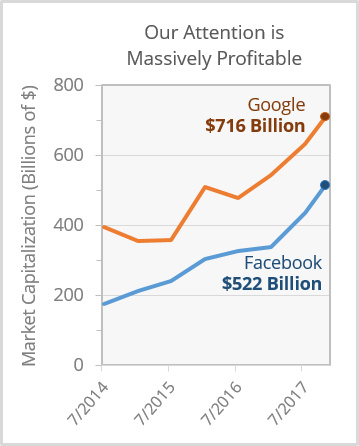 Our Attention is
Massively Profitable
Market Capitalization (Billions of $)
800
600
400
200
0
Google
$716 Billion
Facebook
$522 Billion
7/2014
7/2015
7/2016
7/2017